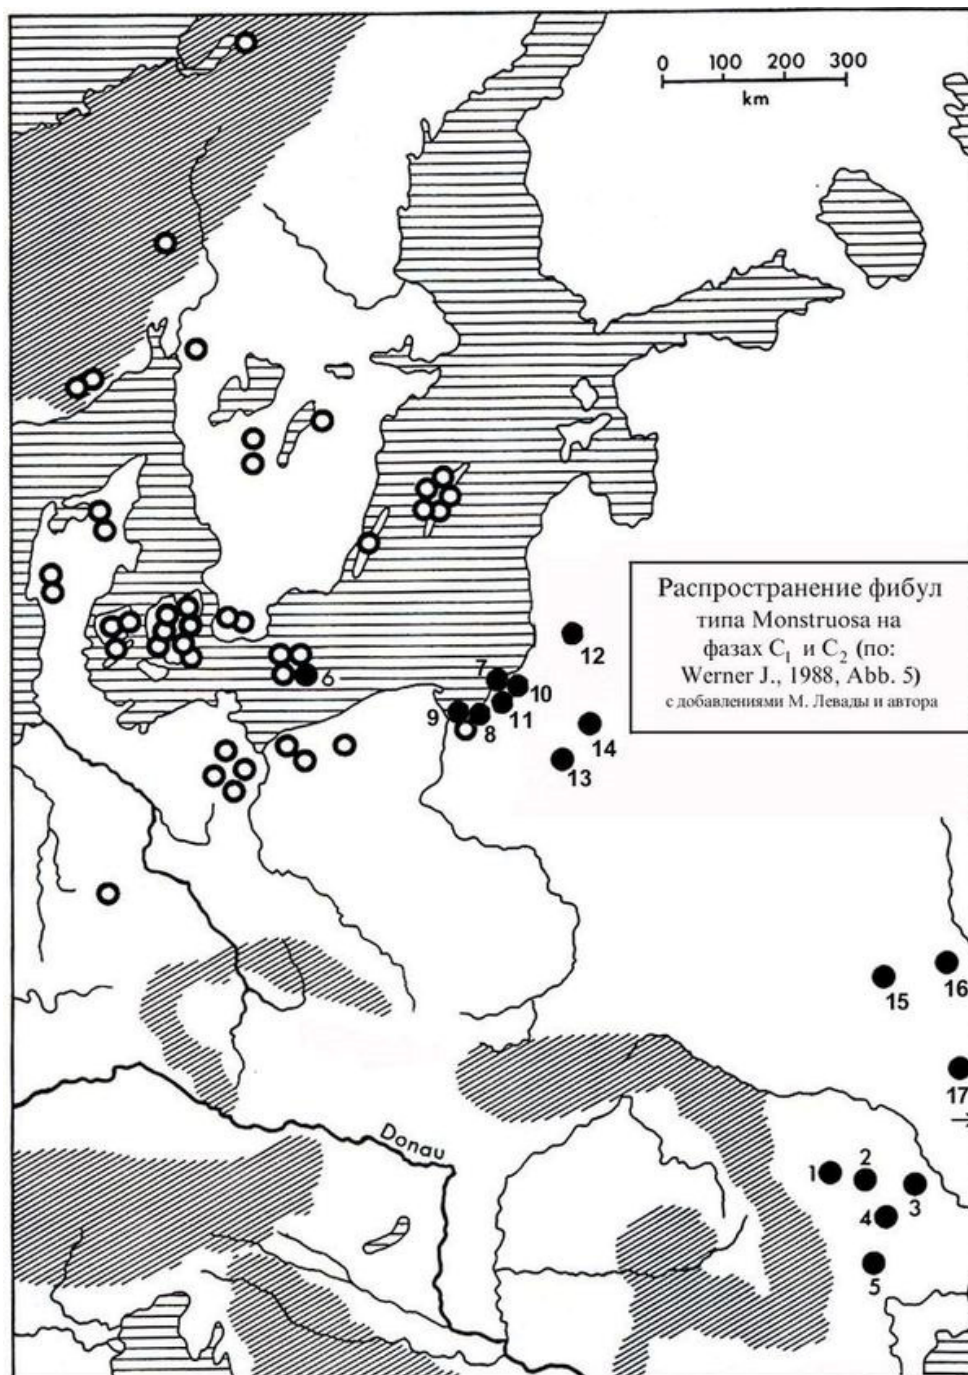 0 100 200 300
km
Распространение фибул
типа Monstruosa на
фазах C₁ и C₂ (по:
Werner J., 1988, Abb. 5)
с добавлениями М. Левады и автора
12
6
7
10
9
8
11
14
13
15
16
17
Donau
1
2
3
4
5